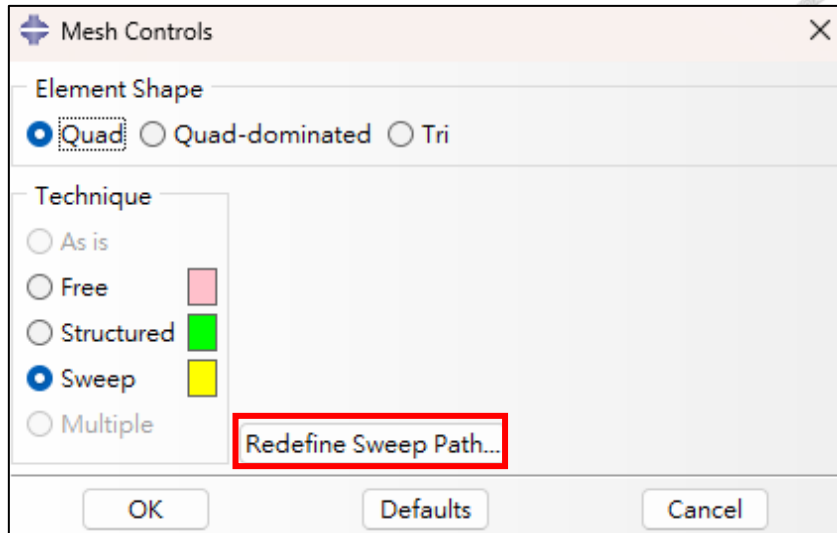 Mesh Controls
Element Shape
Quad Quad-dominated Tri
Technique
As is
Free
Structured
Sweep
Multiple
Redefine Sweep Path...
OK Defaults Cancel